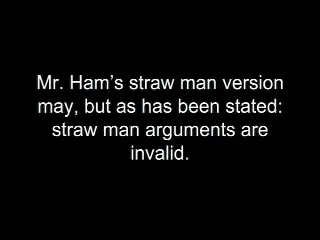 Mr. Ham’s straw man version
may, but as has been stated:
straw man arguments are
invalid.